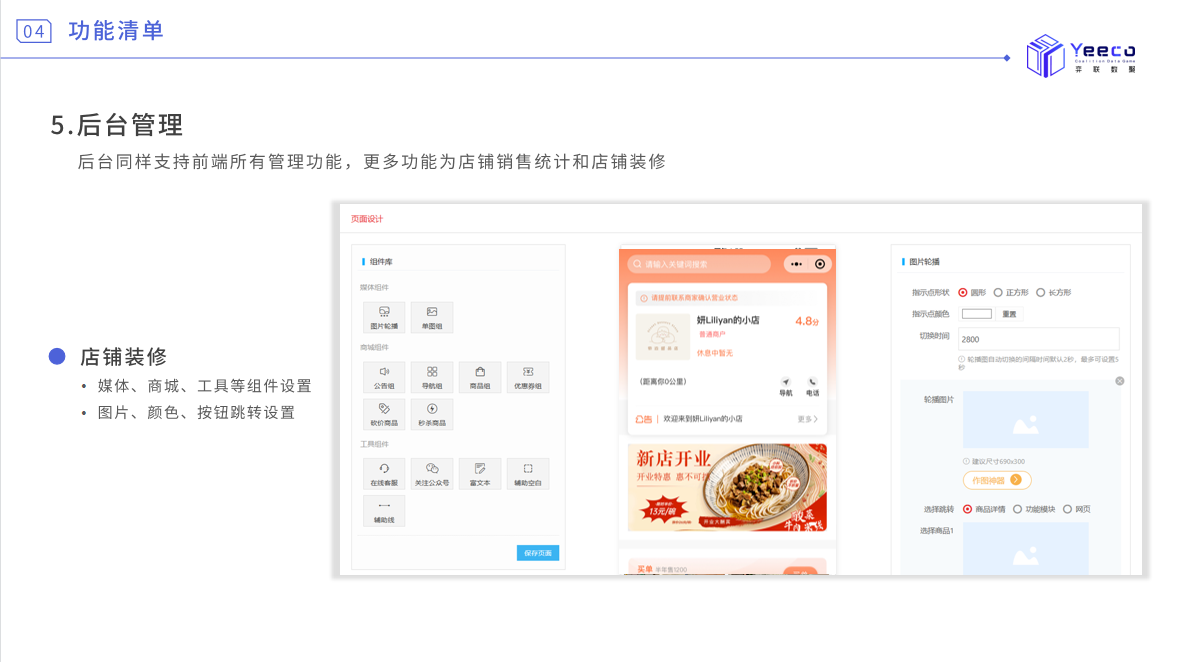 04
功能清单
Yeeco
Coalition Data Game
弈 联 数 聚
5.后台管理
后台同样支持前端所有管理功能，更多功能为店铺销售统计和店铺装修
店铺装修
• 媒体、商城、工具等组件设置
• 图片、颜色、按钮跳转设置
页面设计
组件库
媒体组件
图片轮播
单图组
商城组件
公告组
导航组
商品组
优惠券组
砍价商品
秒杀商品
工具组件
在线客服
关注公众号
富文本
辅助空白
辅助线
保存页面
请输入关键词搜索
请提前联系商家确认营业状态
妍Liliyan的小店
4.8分
普通商户
休息中暂无
(距离你0公里)
导航
电话
公告
欢迎来到妍Liliyan的小店
更多
新店开业
开业特惠 惠不可挡
13元/碗
开业大酬宾
买单 半年售1200
图片轮播
指示点形状 圆形 正方形 长方形
指示点颜色 重置
切换时间 2800
轮播图自动切换的间隔时间默认2秒，最多可设置5
秒
轮播图片
建议尺寸690x300
作图神器
选择跳转 商品详情 功能模块 网页
选择商品1